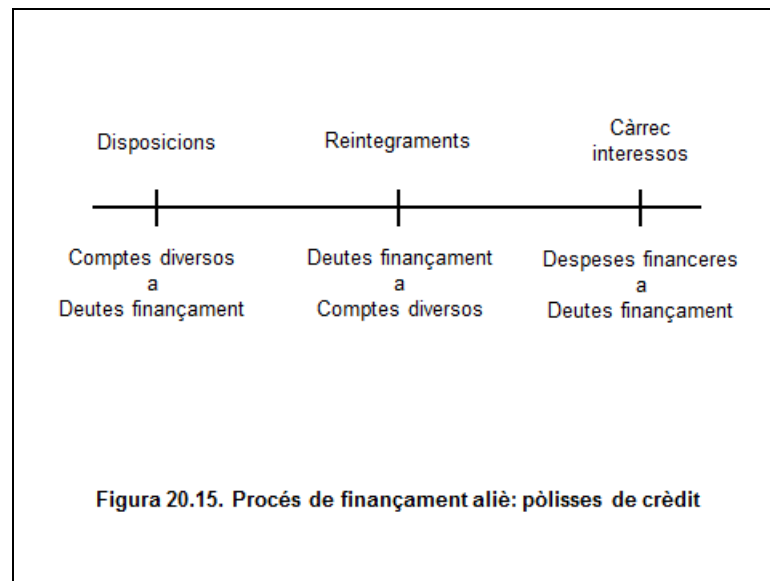 Disposicions
Reintegraments
Càrrec
interessos
Comptes diversos
a
Deutes finançament
Deutes finançament
a
Comptes diversos
Despeses financeres
a
Deutes finançament
Figura 20.15. Procés de finançament aliè: pòlisses de crèdit